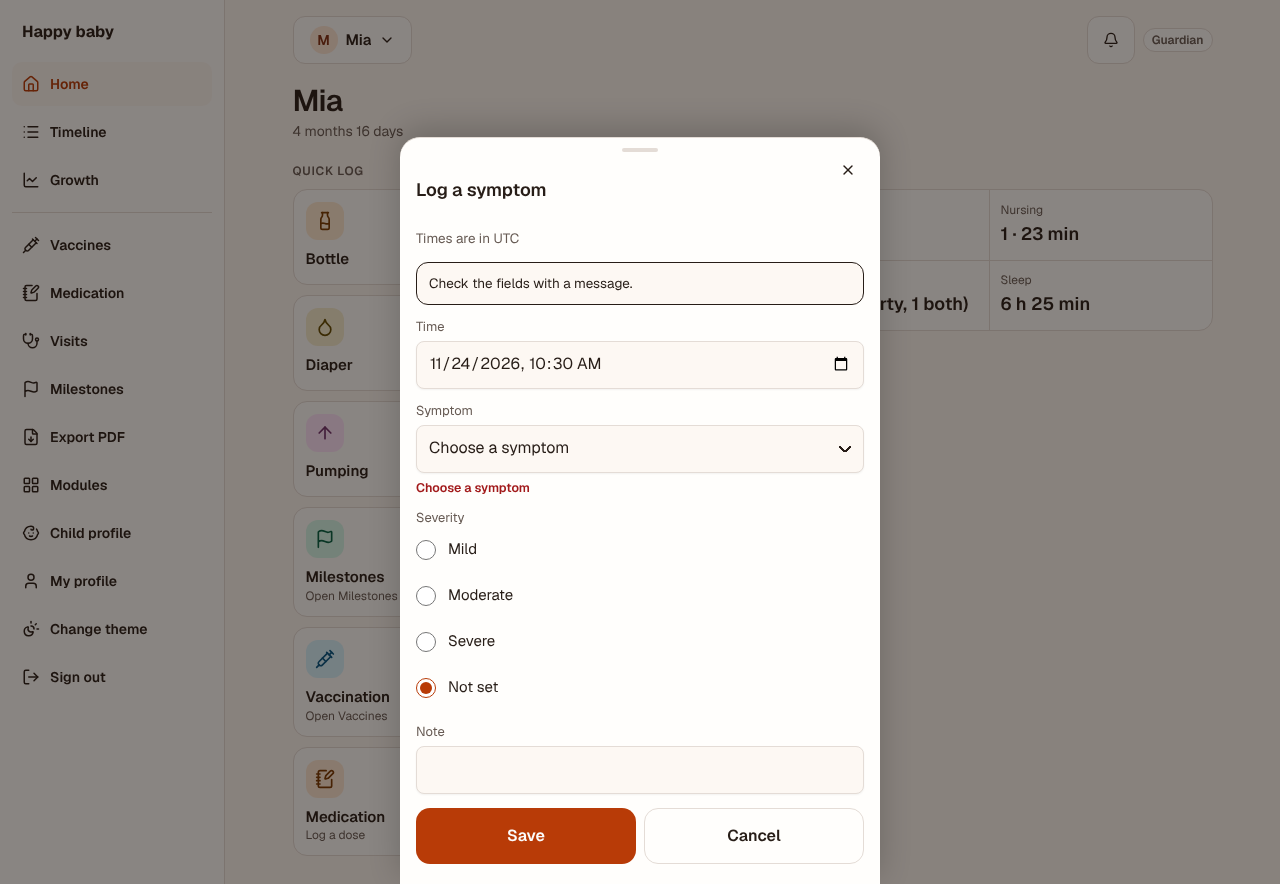 Happy baby
Home
Timeline
Growth
Vaccines
Medication
Visits
Milestones
Export PDF
Modules
Child profile
My profile
Change theme
Sign out
M Mia
Guardian
Mia
4 months 16 days
QUICK LOG
Bottle
Diaper
Pumping
Milestones
Open Milestones
Vaccination
Open Vaccines
Medication
Log a dose
Nursing
1 · 23 min
Sleep
1 both)
6 h 25 min
Log a symptom
Times are in UTC
Check the fields with a message.
Time
11/24/2026, 10:30 AM
Symptom
Choose a symptom
Choose a symptom
Severity
Mild
Moderate
Severe
Not set
Note
Save
Cancel